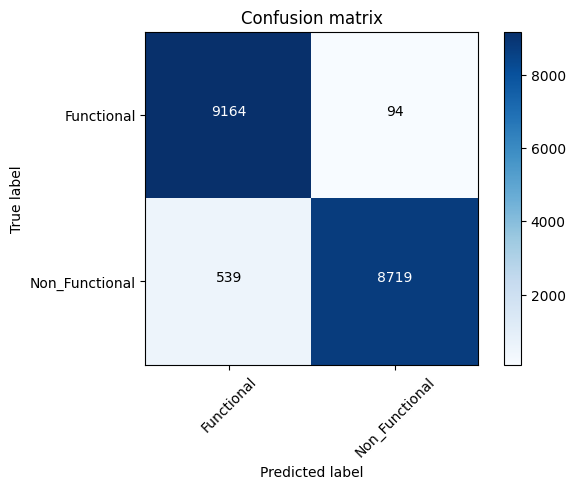 Confusion matrix
True label
Functional
9164 94
8000
6000
4000
2000
Non_Functional
539 8719
Functional
Non_Functional
Predicted label